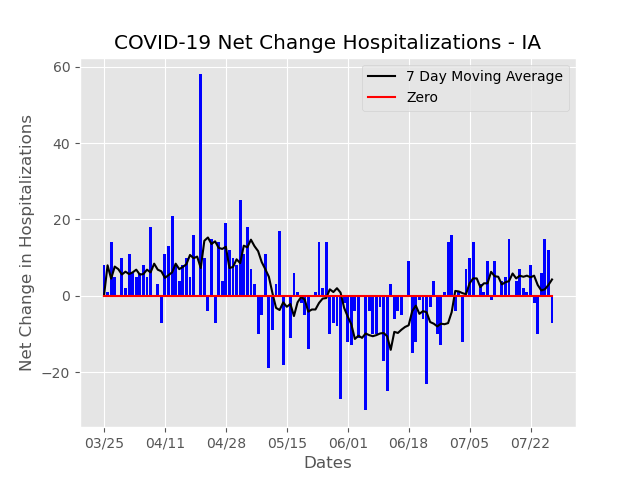 COVID-19 Net Change Hospitalizations - IA
7 Day Moving Average
Zero
Net Change in Hospitalizations
60
40
20
0
−20
03/25 04/11 04/28 05/15 06/01 06/18 07/05 07/22
Dates